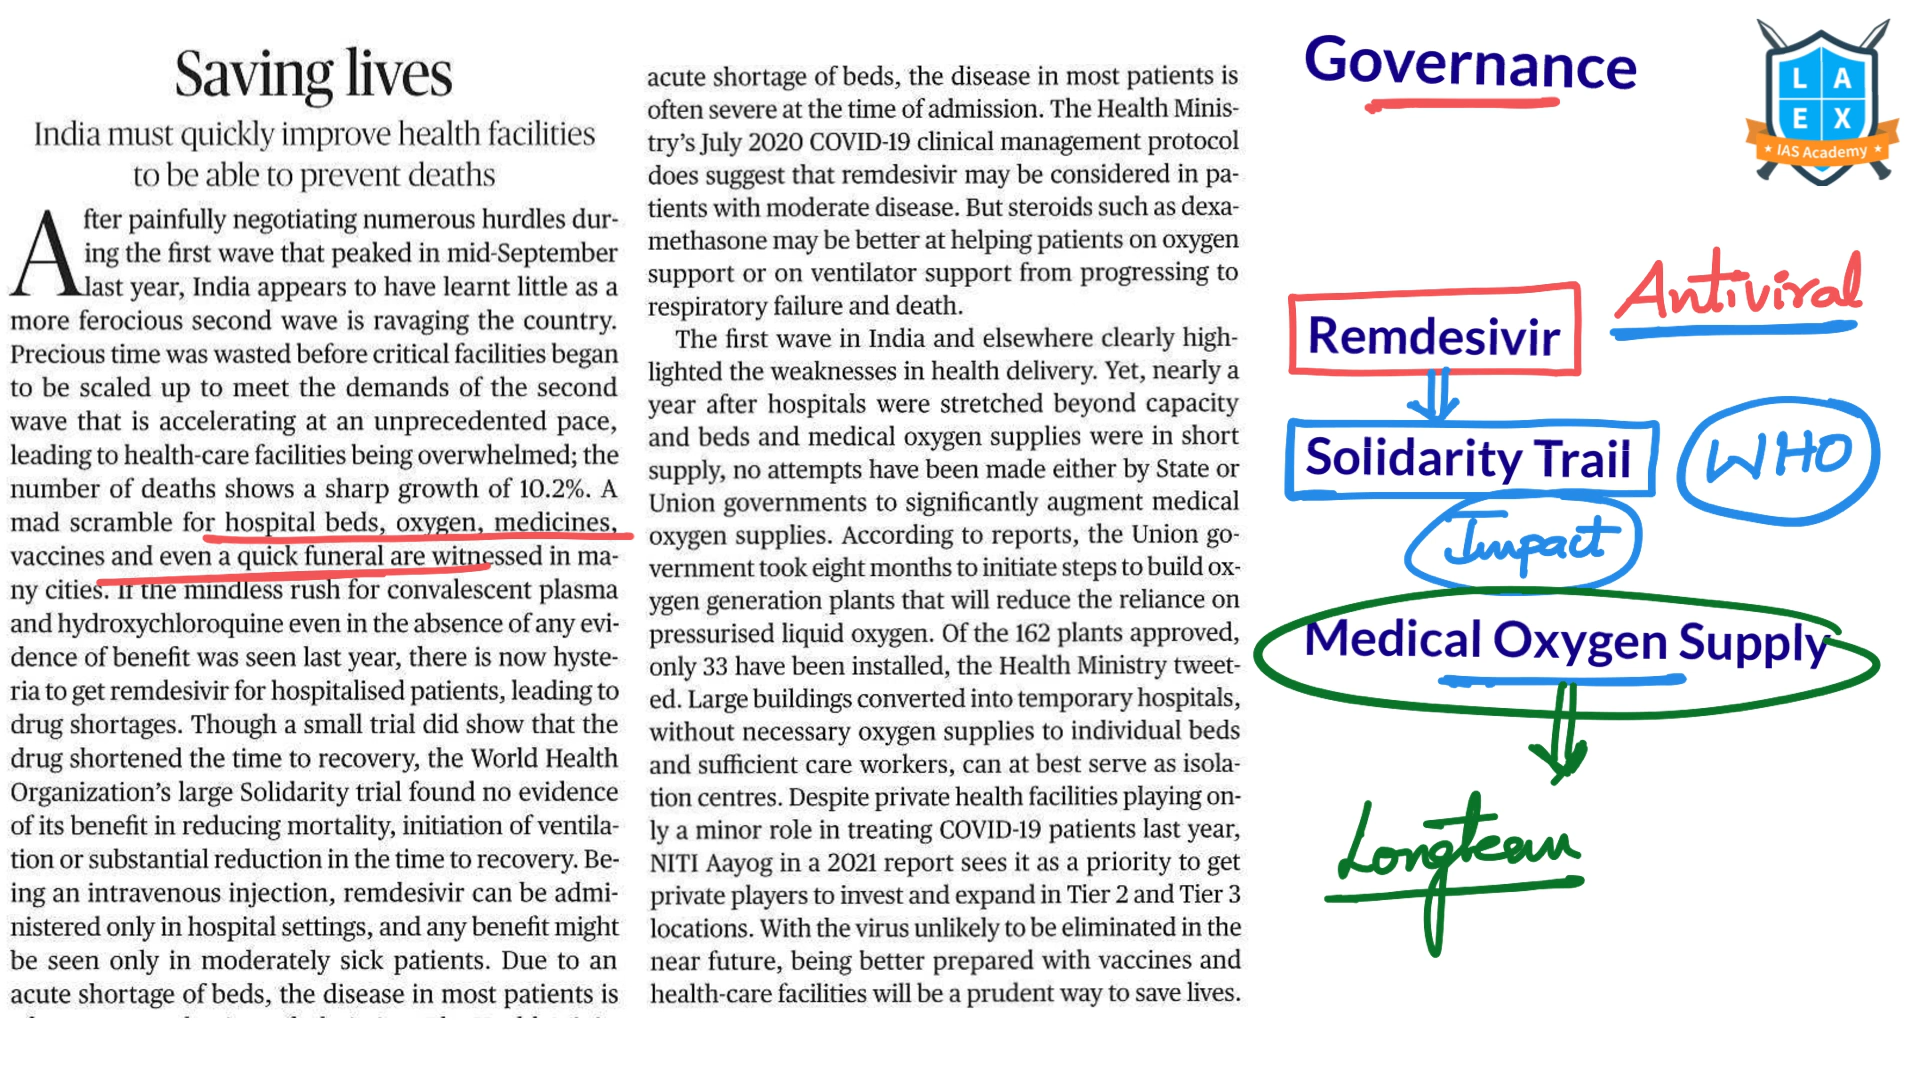 Saving lives
India must quickly improve health facilities
to be able to prevent deaths
After painfully negotiating numerous hurdles dur-
ing the first wave that peaked in mid-September
last year, India appears to have learnt little as a
more ferocious second wave is ravaging the country.
Precious time was wasted before critical facilities began
to be scaled up to meet the demands of the second
wave that is accelerating at an unprecedented pace,
leading to health-care facilities being overwhelmed; the
number of deaths shows a sharp growth of 10.2%. A
mad scramble for hospital beds, oxygen, medicines,
vaccines and even a quick funeral are witnessed in ma-
ny cities. If the mindless rush for convalescent plasma
and hydroxychloroquine even in the absence of any evi-
dence of benefit was seen last year, there is now hyste-
ria to get remdesivir for hospitalised patients, leading to
drug shortages. Though a small trial did show that the
drug shortened the time to recovery, the World Health
Organization's large Solidarity trial found no evidence
of its benefit in reducing mortality, initiation of ventila-
tion or substantial reduction in the time to recovery. Be-
ing an intravenous injection, remdesivir can be admi-
nistered only in hospital settings, and any benefit might
be seen only in moderately sick patients. Due to an
acute shortage of beds, the disease in most patients is
acute shortage of beds, the disease in most patients is
often severe at the time of admission. The Health Minis-
try's July 2020 COVID-19 clinical management protocol
does suggest that remdesivir may be considered in pa-
tients with moderate disease. But steroids such as dexa-
methasone may be better at helping patients on oxygen
support or on ventilator support from progressing to
respiratory failure and death.
The first wave in India and elsewhere clearly high-
lighted the weaknesses in health delivery. Yet, nearly a
year after hospitals were stretched beyond capacity
and beds and medical oxygen supplies were in short
supply, no attempts have been made either by State or
Union governments to significantly augment medical
oxygen supplies. According to reports, the Union go-
vernment took eight months to initiate steps to build ox-
ygen generation plants that will reduce the reliance on
pressurised liquid oxygen. Of the 162 plants approved,
only 33 have been installed, the Health Ministry tweet-
ed. Large buildings converted into temporary hospitals,
without necessary oxygen supplies to individual beds
and sufficient care workers, can at best serve as isola-
tion centres. Despite private health facilities playing on-
ly a minor role in treating COVID-19 patients last year,
NITI Aayog in a 2021 report sees it as a priority to get
private players to invest and expand in Tier 2 and Tier 3
locations. With the virus unlikely to be eliminated in the
near future, being better prepared with vaccines and
health-care facilities will be a prudent way to save lives.
Governance
L A
E X
★ IAS Academy ★
Antiviral
Remdesivir
Solidarity Trail
WHO
Impact
Medical Oxygen Supply
Longteam